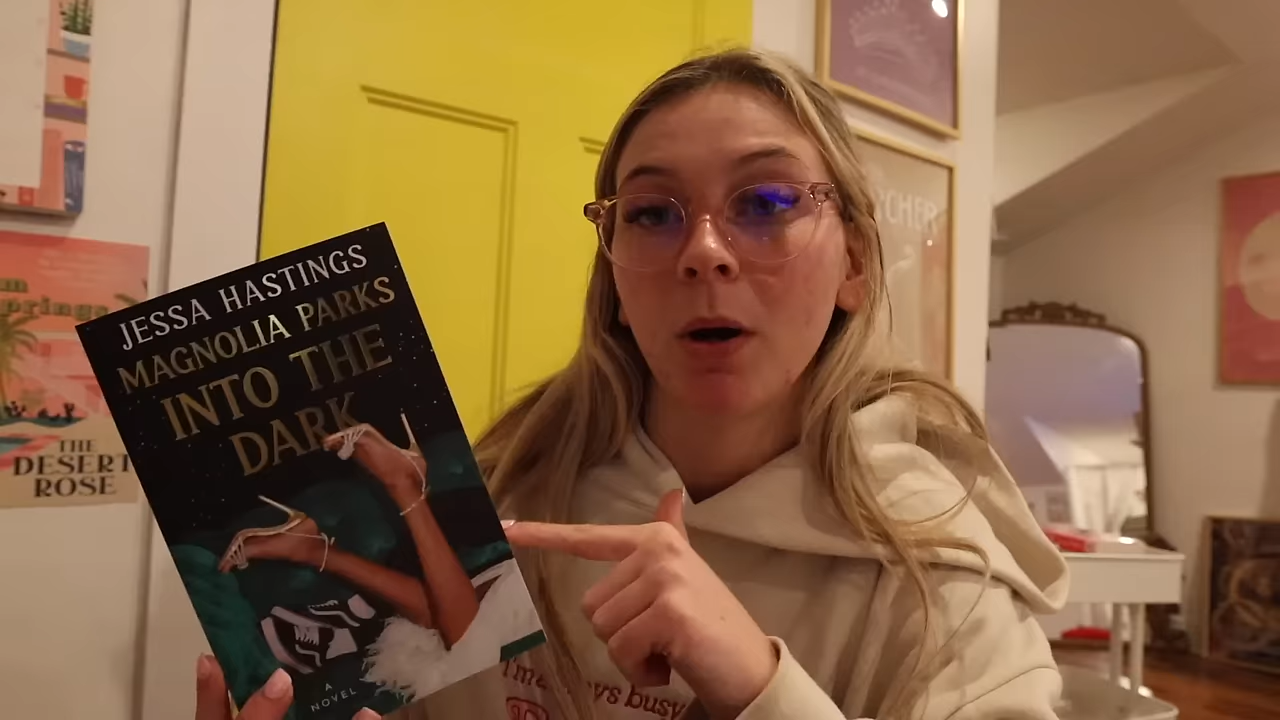 JESSA HASTINGS
MAGNOLIA PARKS
INTO THE
DARK
A
NOVEL
THE
DESERT
ROSE